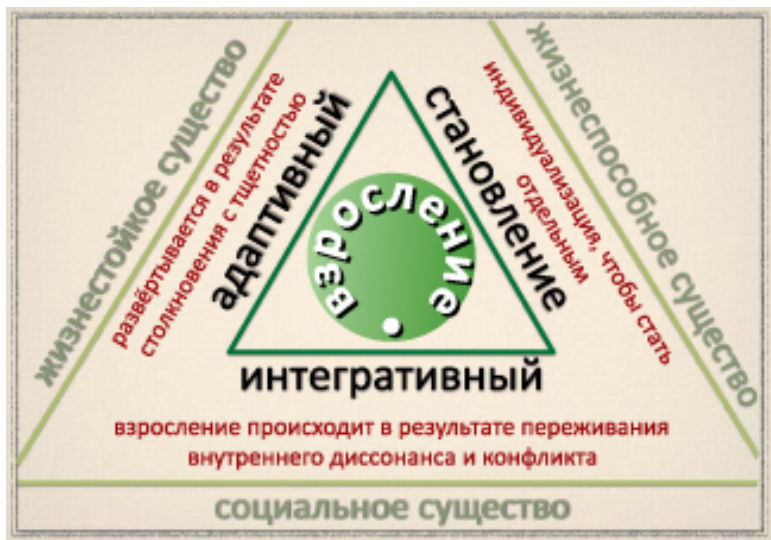 жизнестойкое существо
развёртывается в результате
столкновения с тщетностью
адаптивный
взросление
становление
индивидуализация, чтобы стать
отдельным
жизнеспособное существо
интегративный
взросление происходит в результате переживания
внутреннего диссонанса и конфликта
социальное существо